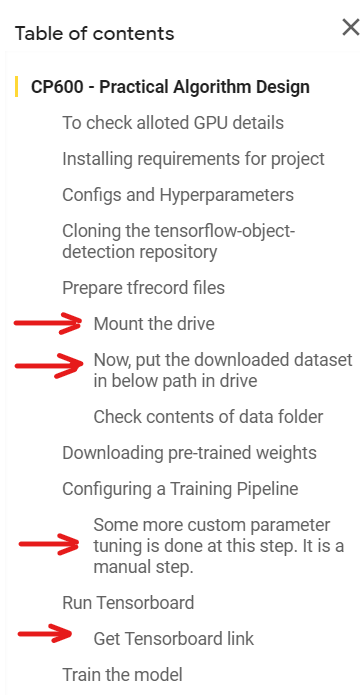 Table of contents
CP600 - Practical Algorithm Design
To check alloted GPU details
Installing requirements for project
Configs and Hyperparameters
Cloning the tensorflow-object-
detection repository
Prepare tfrecord files
Mount the drive
Now, put the downloaded dataset
in below path in drive
Check contents of data folder
Downloading pre-trained weights
Configuring a Training Pipeline
Some more custom parameter
tuning is done at this step. It is a
manual step.
Run Tensorboard
Get Tensorboard link
Train the model